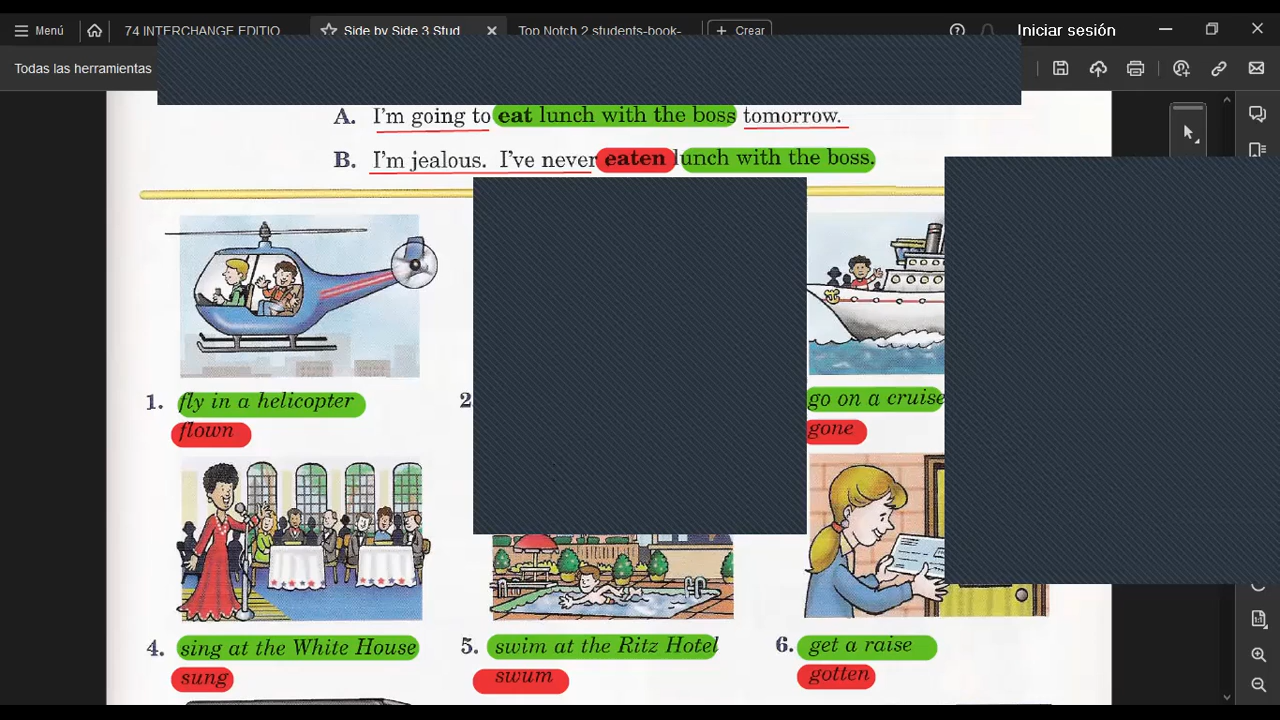 Menú 74 INTERCHANGE EDITIO Side by Side 3 Stud Top Notch 2 students-book- + Crear Iniciar sesión
Todas las herramientas
A. I'm going to eat lunch with the boss tomorrow.
B. I'm jealous. I've never eaten lunch with the boss.
1. fly in a helicopter
flown
2
go on a cruise
gone
4. sing at the White House
sung
5. swim at the Ritz Hotel
swum
6. get a raise
gotten